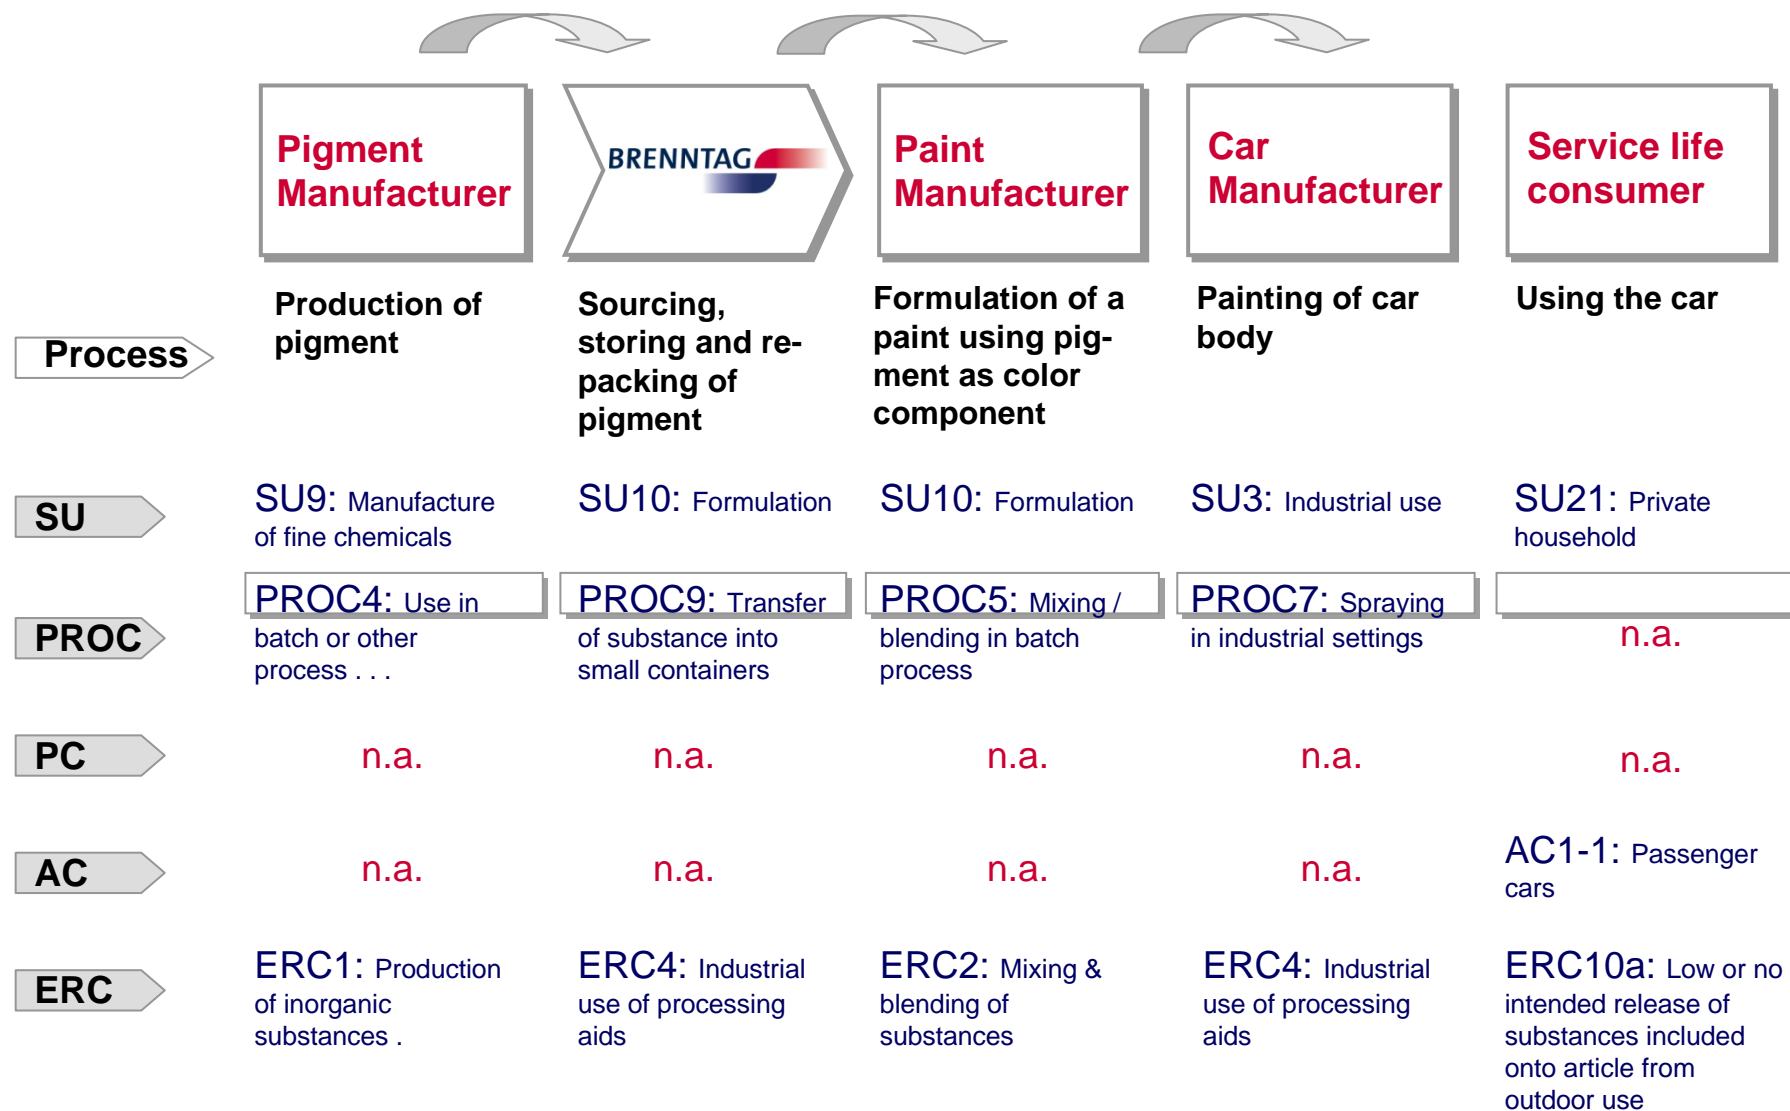 Pigment
Manufacturer
BRENNTAG
Paint
Manufacturer
Car
Manufacturer
Service life
consumer
Process
Production of
pigment
Sourcing,
storing and re-
packing of
pigment
Formulation of a
paint using pig-
ment as color
component
Painting of car
body
Using the car
SU
SU9: Manufacture
of fine chemicals
SU10: Formulation
SU10: Formulation
SU3: Industrial use
SU21: Private
household
PROC
PROC4: Use in
batch or other
process . . .
PROC9: Transfer
of substance into
small containers
PROC5: Mixing /
blending in batch
process
PROC7: Spraying
in industrial settings
n.a.
PC
n.a.
n.a.
n.a.
n.a.
n.a.
AC
n.a.
n.a.
n.a.
n.a.
AC1-1: Passenger
cars
ERC
ERC1: Production
of inorganic
substances .
ERC4: Industrial
use of processing
aids
ERC2: Mixing &
blending of
substances
ERC4: Industrial
use of processing
aids
ERC10a: Low or no
intended release of
substances included
onto article from
outdoor use